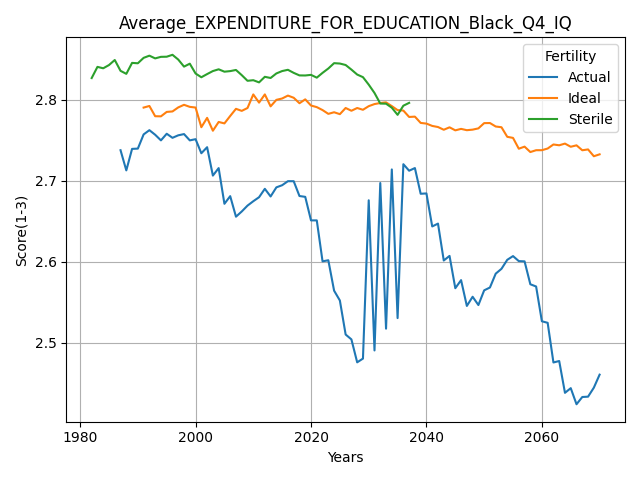 Average_EXPENDITURE_FOR_EDUCATION_Black_Q4_IQ
Fertility
Actual
Ideal
Sterile
Score(1-3)
2.8
2.7
2.6
2.5
1980
2000
2020
2040
2060
Years